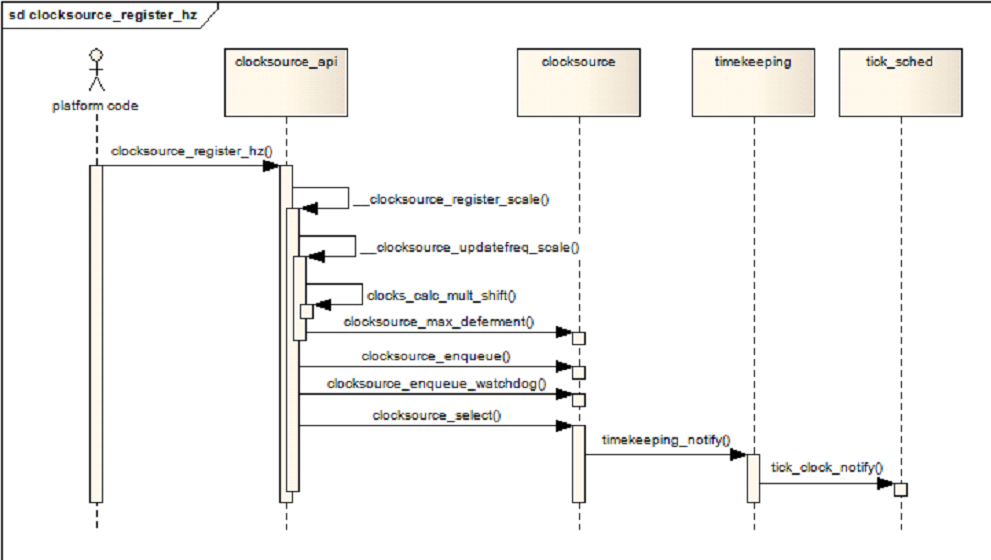 sd clocksource_register_hz
clocksource_api
clocksource
timekeeping
tick_sched
platform code
clocksource_register_hz()
__clocksource_register_scale()
__clocksource_updatefreq_scale()
clocks_calc_mult_shift()
clocksource_max_deferment()
clocksource_enqueue()
clocksource_enqueue_watchdog()
clocksource_select()
timekeeping_notify()
tick_clock_notify()